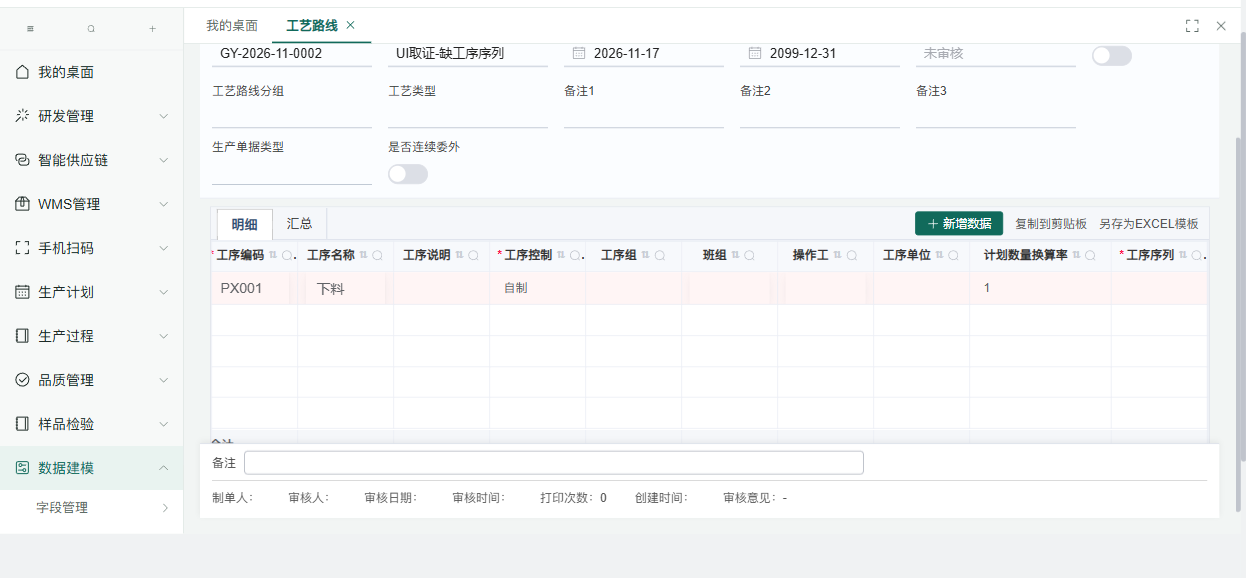 我的桌面 工艺路线
我的桌面
研发管理
智能供应链
WMS管理
手机扫码
生产计划
生产过程
品质管理
样品检验
数据建模
字段管理
GY-2026-11-0002 UI取证-缺工序序列 2026-11-17 2099-12-31 未审核
工艺路线分组 工艺类型 备注1 备注2 备注3
生产单据类型 是否连续委外
明细 汇总 + 新增数据 复制到剪贴板 另存为EXCEL模板
* 工序编码 工序名称 工序说明 * 工序控制 工序组 班组 操作工 工序单位 计划数量换算率 * 工序序列
PX001 下料 自制 1
备注
制单人： 审核人： 审核日期： 审核时间： 打印次数：0 创建时间： 审核意见：-